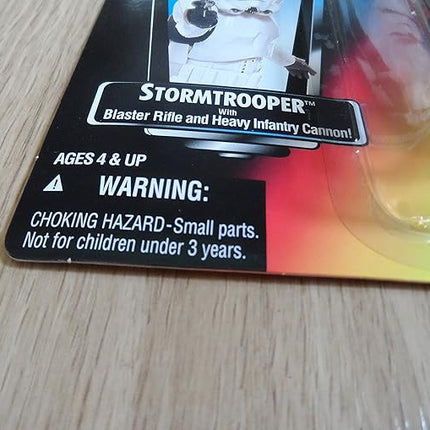 STORMTROOPER™
With
Blaster Rifle and Heavy Infantry Cannon!
AGES 4 & UP
WARNING:
CHOKING HAZARD-Small parts.
Not for children under 3 years.